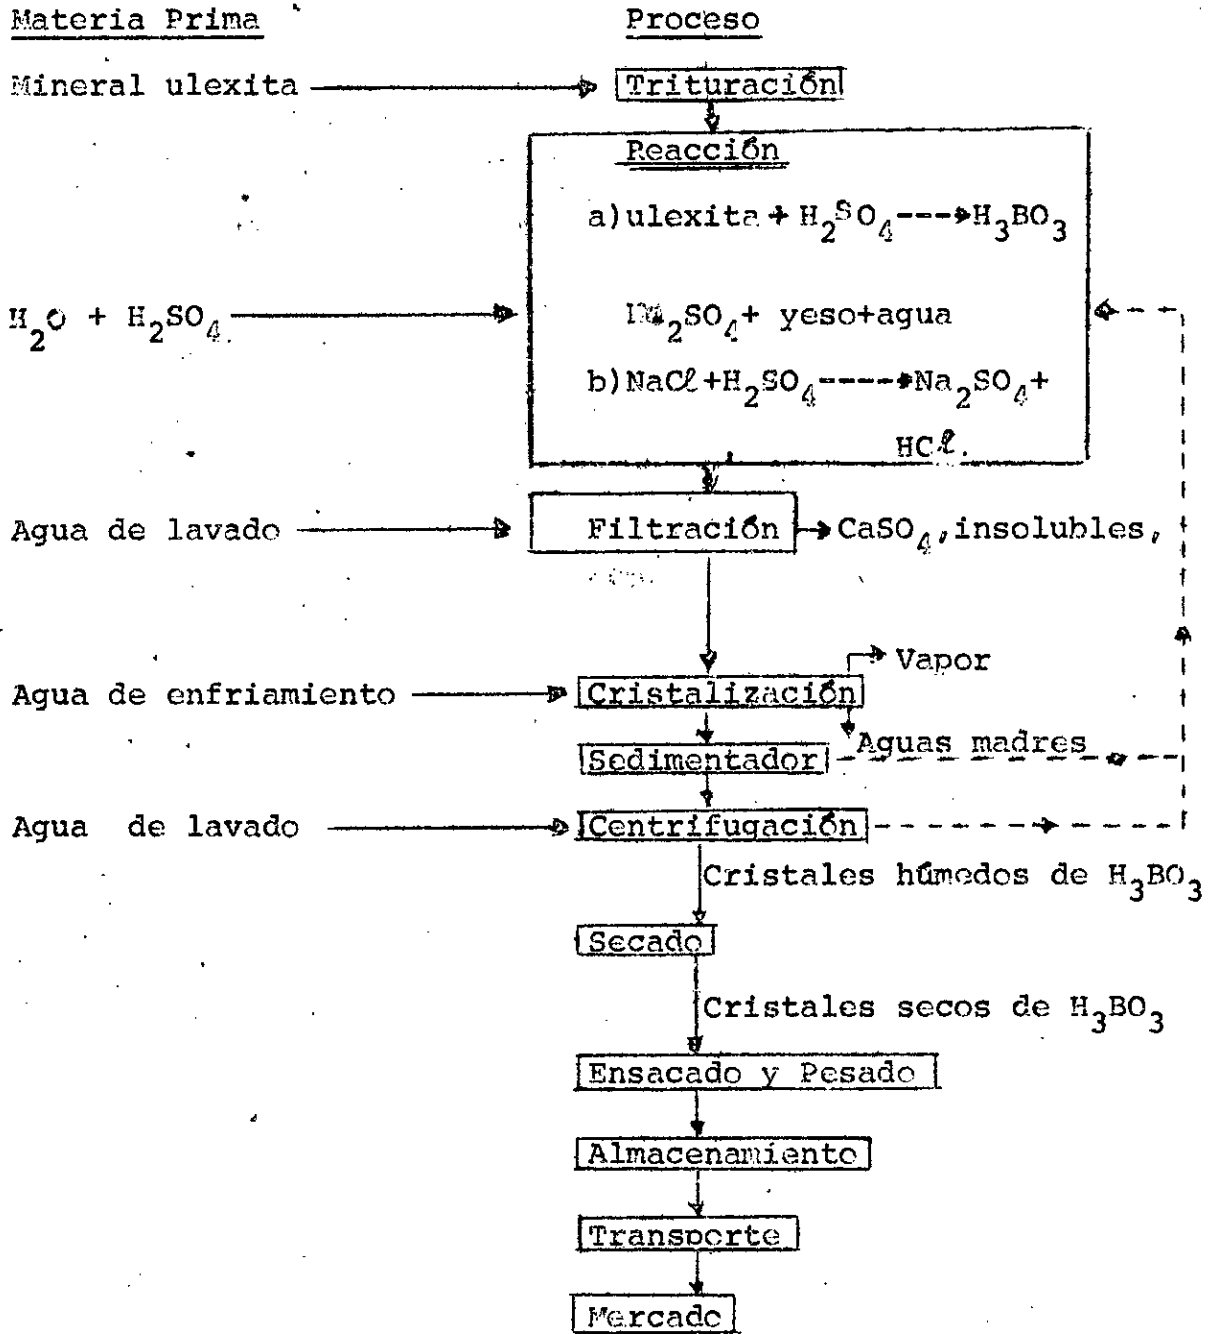 Materia Prima Proceso
Mineral ulexita Trituración
Reacción
a) ulexita + H2SO4 ----> H3BO3
H2O + H2SO4 2SO4+ yeso+agua
b) NaCl+H2SO4 ----> Na2SO4+
HCl.
Agua de lavado Filtración CaSO4, insolubles,
Vapor
Agua de enfriamiento Cristalización
Aguas madres
Sedimentador
Agua de lavado Centrifugación
Cristales húmedos de H3BO3
Secado
Cristales secos de H3BO3
Ensacado y Pesado
Almacenamiento
Transporte
Mercado